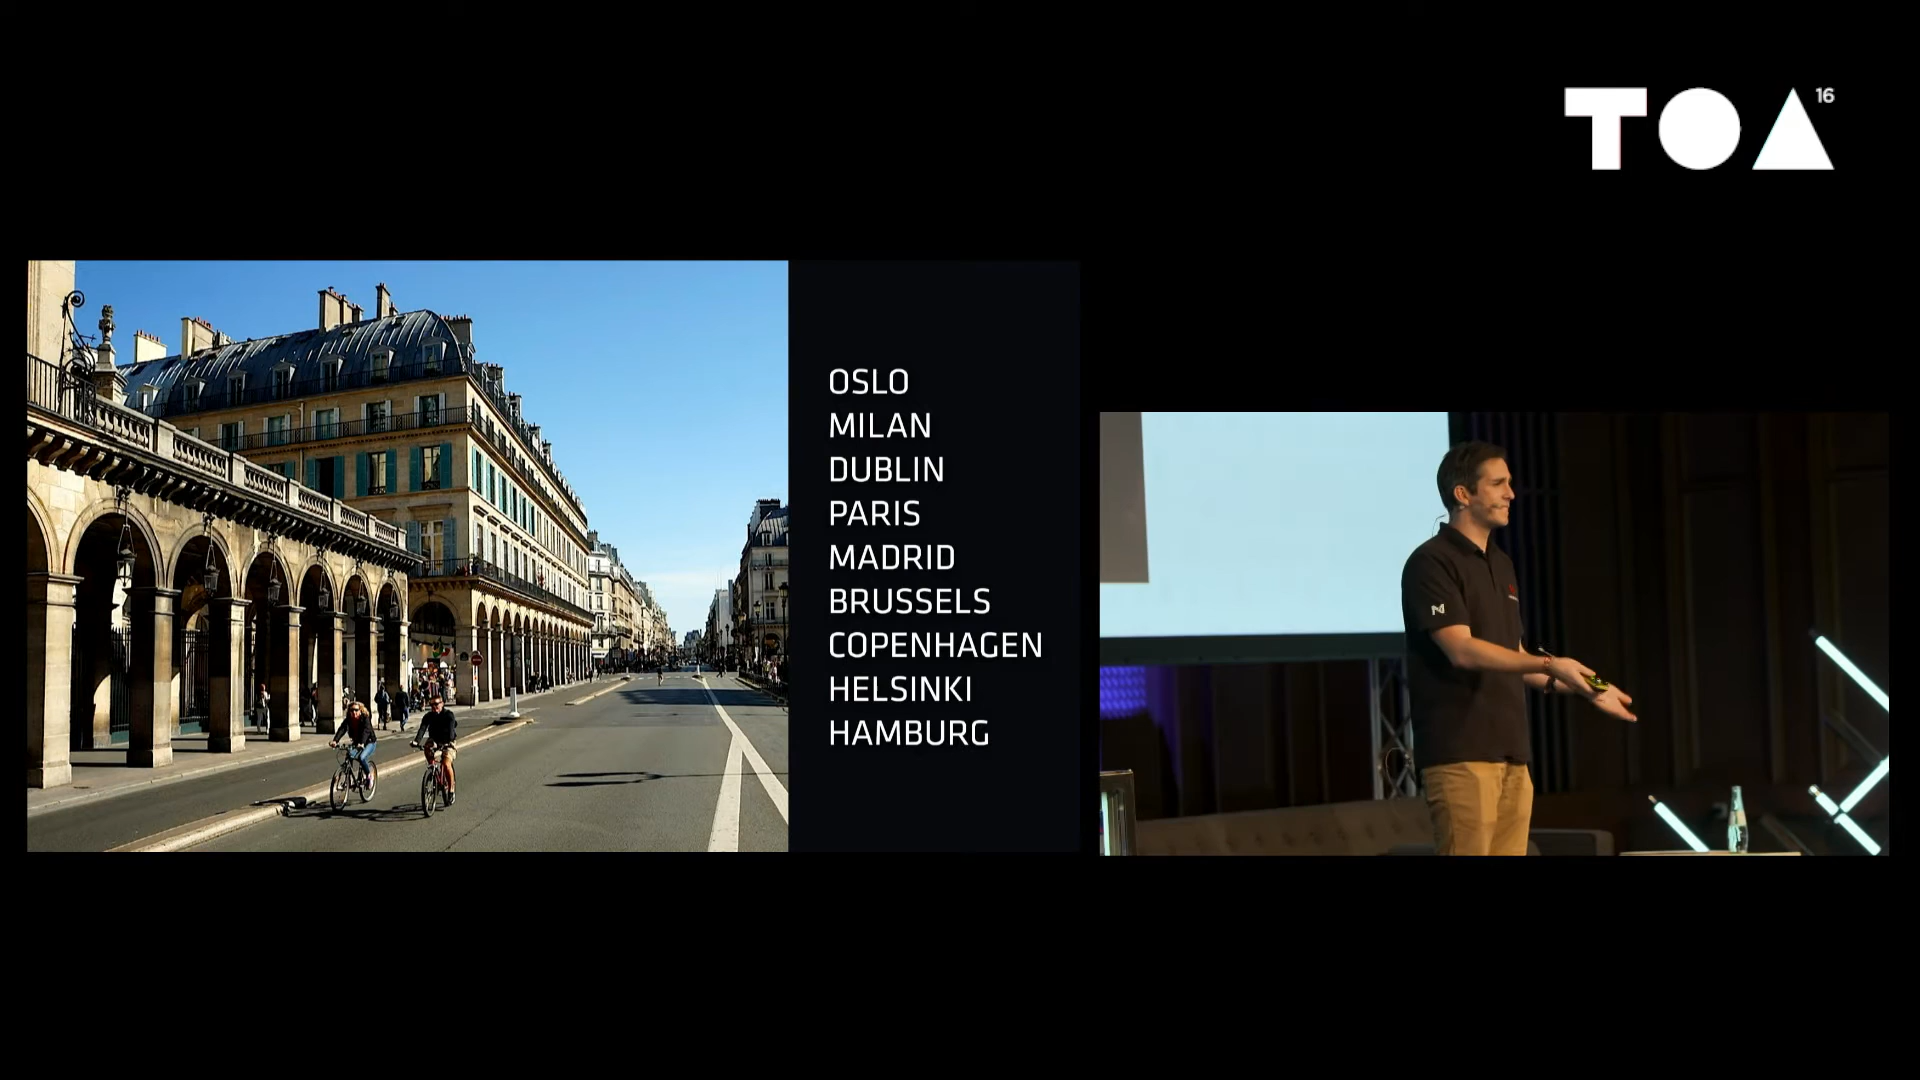 TOA 16
OSLO
MILAN
DUBLIN
PARIS
MADRID
BRUSSELS
COPENHAGEN
HELSINKI
HAMBURG